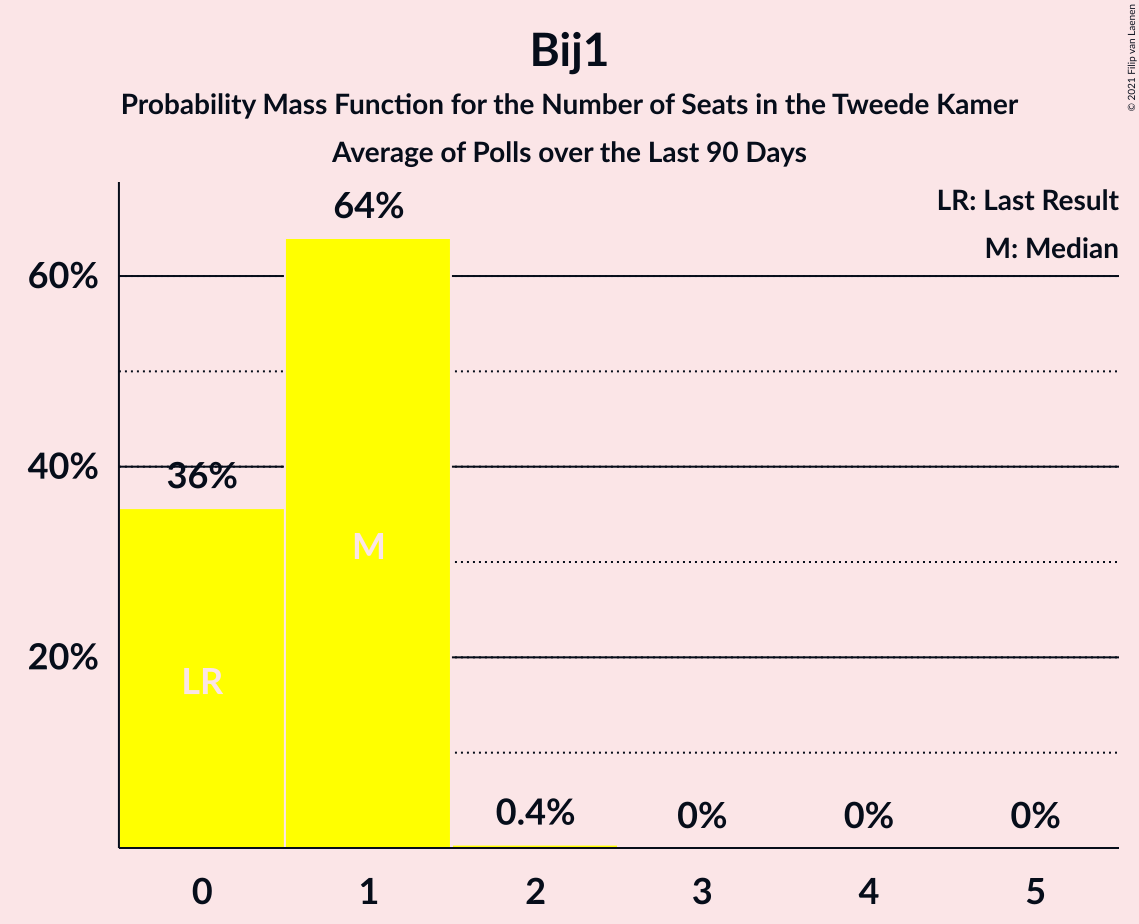 Bij1
Probability Mass Function for the Number of Seats in the Tweede Kamer
Average of Polls over the Last 90 Days
© 2021 Filip van Laenen
LR: Last Result
M: Median
64%
60%
40%
36%
M
20%
LR
0.4%
0%
0%
0%
0
1
2
3
4
5